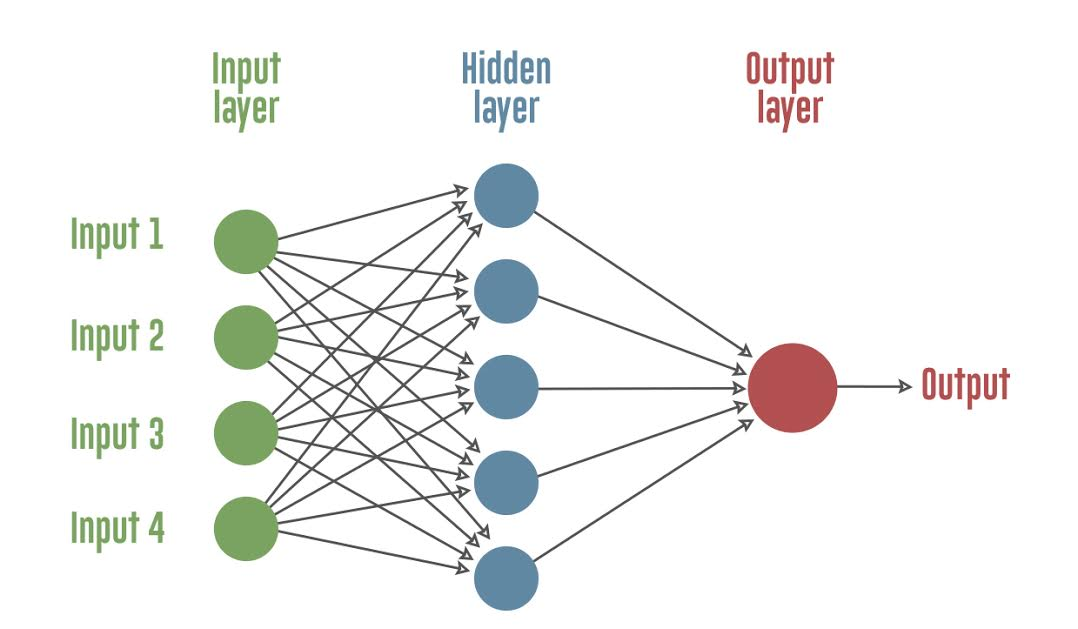 Input
layer
Hidden
layer
Output
layer
Input 1
Input 2
Input 3
Input 4
Output